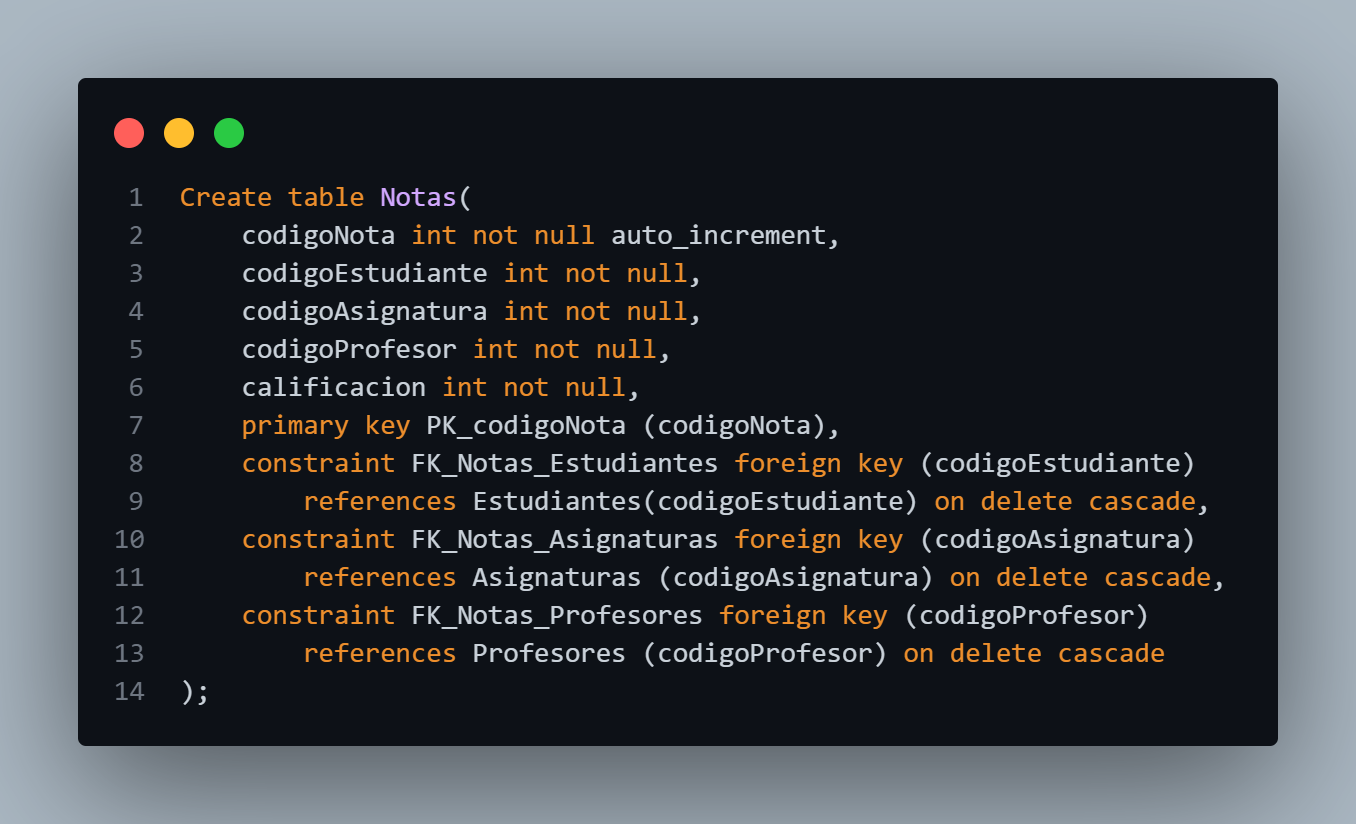 1 Create table Notas(
2 codigoNota int not null auto_increment,
3 codigoEstudiante int not null,
4 codigoAsignatura int not null,
5 codigoProfesor int not null,
6 calificacion int not null,
7 primary key PK_codigoNota (codigoNota),
8 constraint FK_Notas_Estudiantes foreign key (codigoEstudiante)
9 references Estudiantes(codigoEstudiante) on delete cascade,
10 constraint FK_Notas_Asignaturas foreign key (codigoAsignatura)
11 references Asignaturas (codigoAsignatura) on delete cascade,
12 constraint FK_Notas_Profesores foreign key (codigoProfesor)
13 references Profesores (codigoProfesor) on delete cascade
14 );